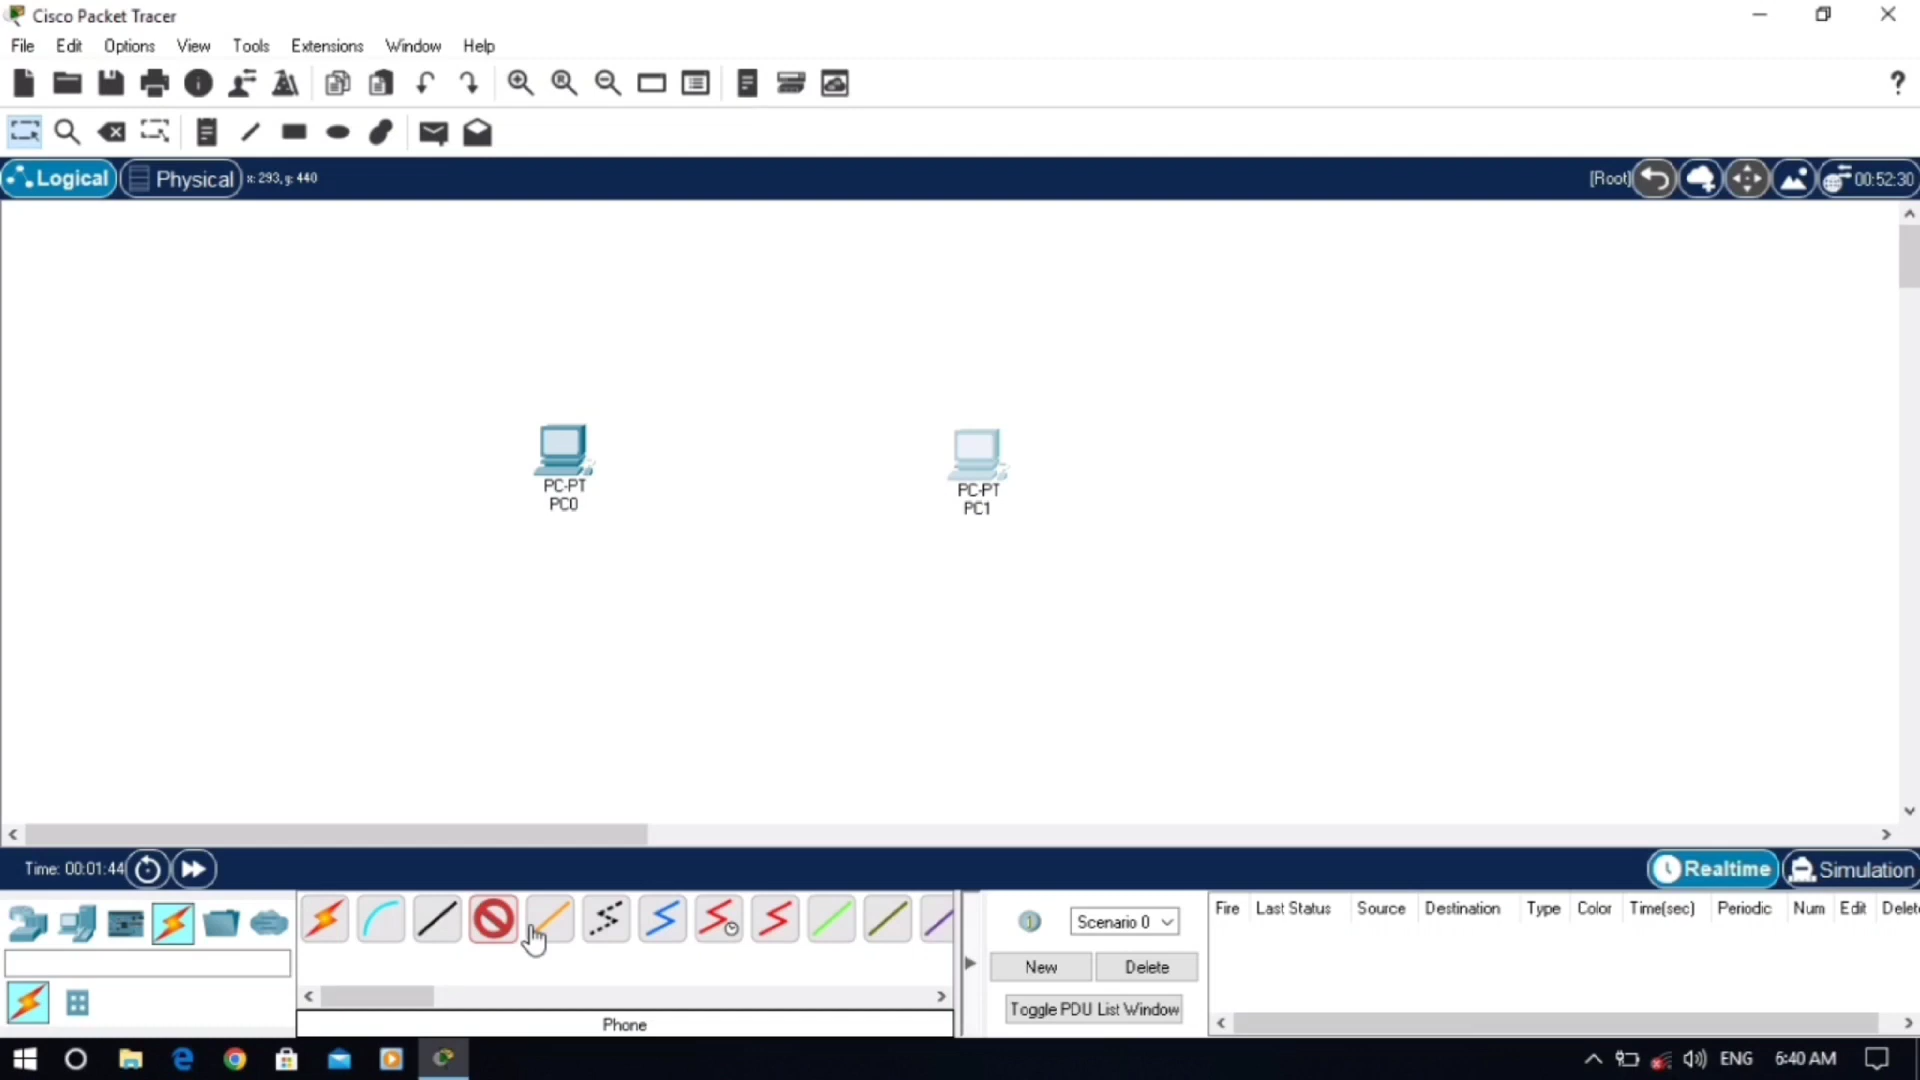 Cisco Packet Tracer
File Edit Options View Tools Extensions Window Help
?
Logical Physical x: 293, y: 440 [Root] 00:52:30
PC-PT
PC0
PC-PT
PC1
Time: 00:01:44 Realtime Simulation
Scenario 0
New Delete
Toggle PDU List Window
Fire Last Status Source Destination Type Color Time(sec) Periodic Num Edit Delet
Phone
ENG 6:40 AM